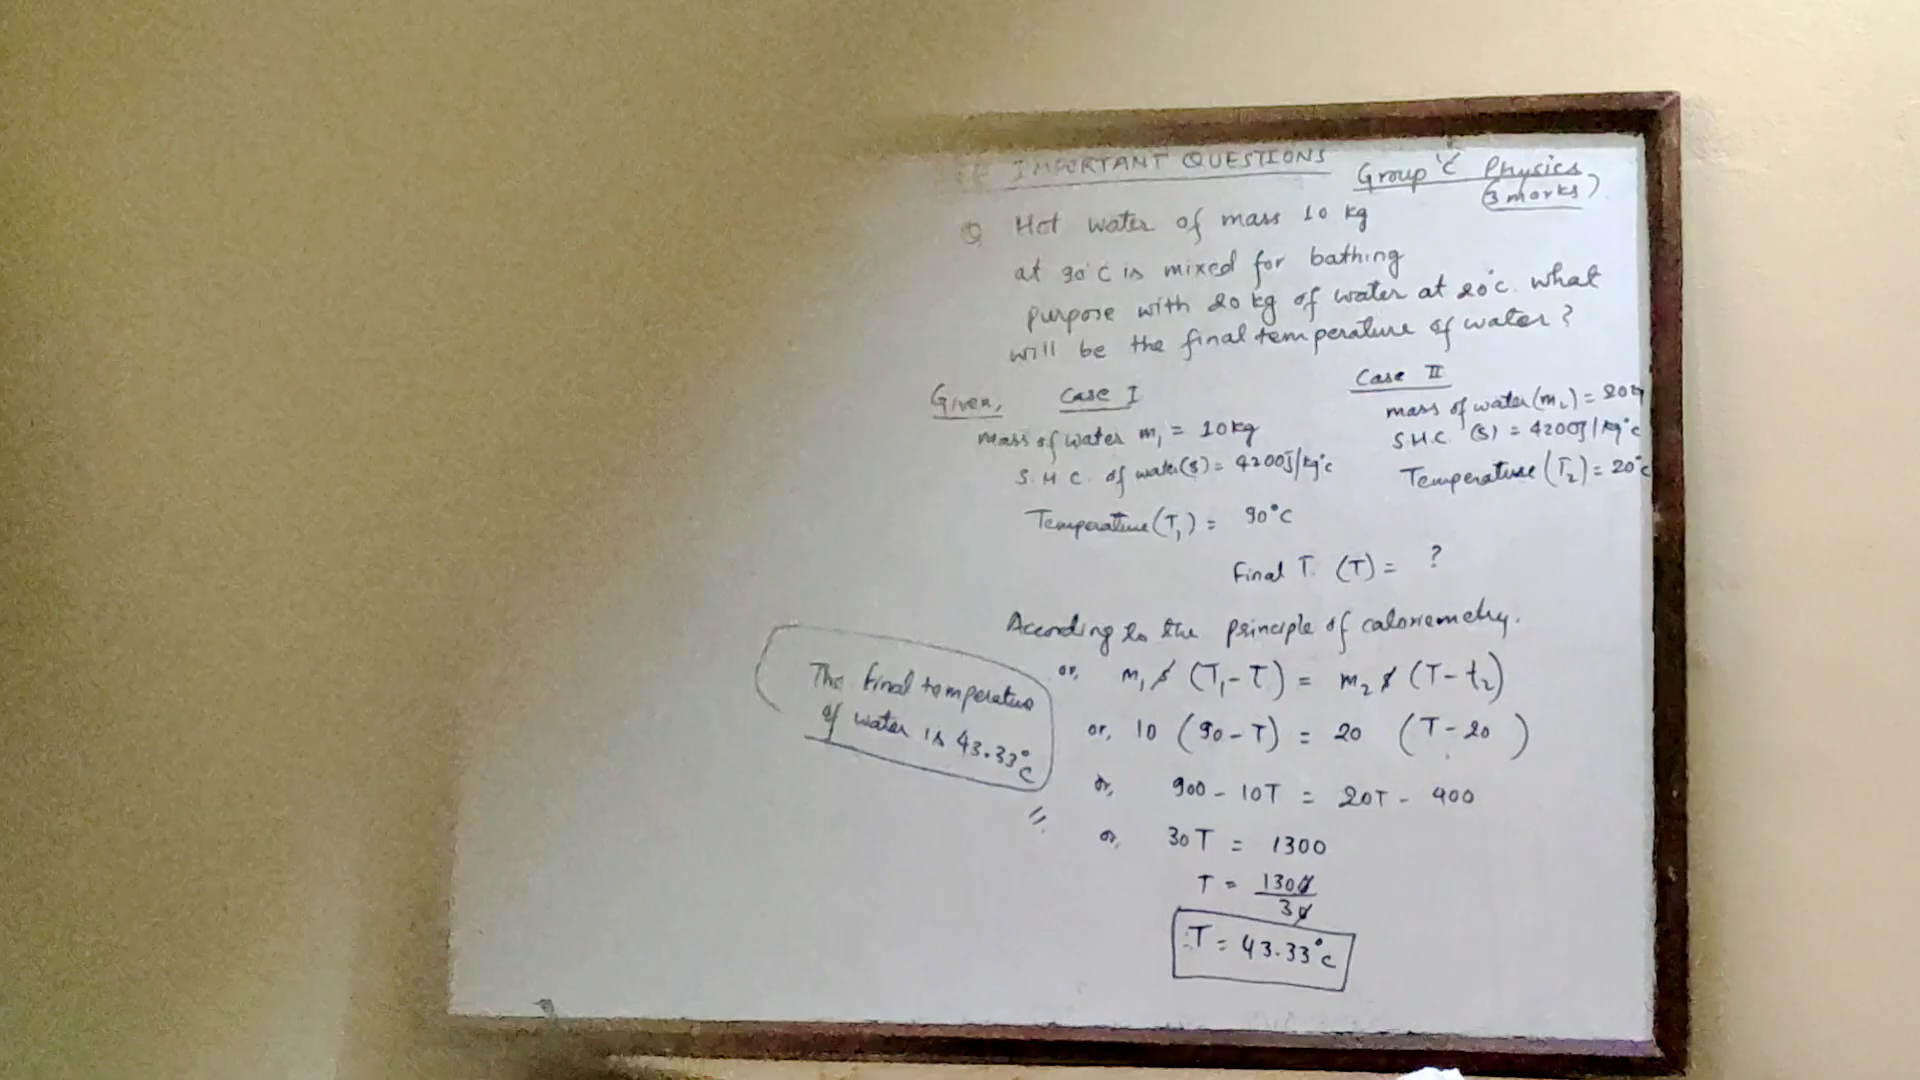 IMPORTANT QUESTIONS
Group 'C' Physics
(3 marks)
Q Hot water of mass 10 kg
at 90°C is mixed for bathing
purpose with 20 kg of water at 20°C. What
will be the final temperature of water?
Given,
Case I
mass of water m₁ = 10kg
S.H.C. of water(s) = 4200J/kg°C
Temperature (T₁) = 90°C
Case II
mass of water (m₂) = 20kg
S.H.C. (s) = 4200J/kg°C
Temperature (T₂) = 20°C
Final T. (T) = ?
According to the principle of
or, m₁s (T₁-T) = m₂s (T-t₂)
or, 10 (90-T) = 20 (T-20)
or, 900 - 10T = 20T - 400
or, 30T = 1300
T = 1300/30
T = 43.33°C
The final temperature
of water is 43.33°C